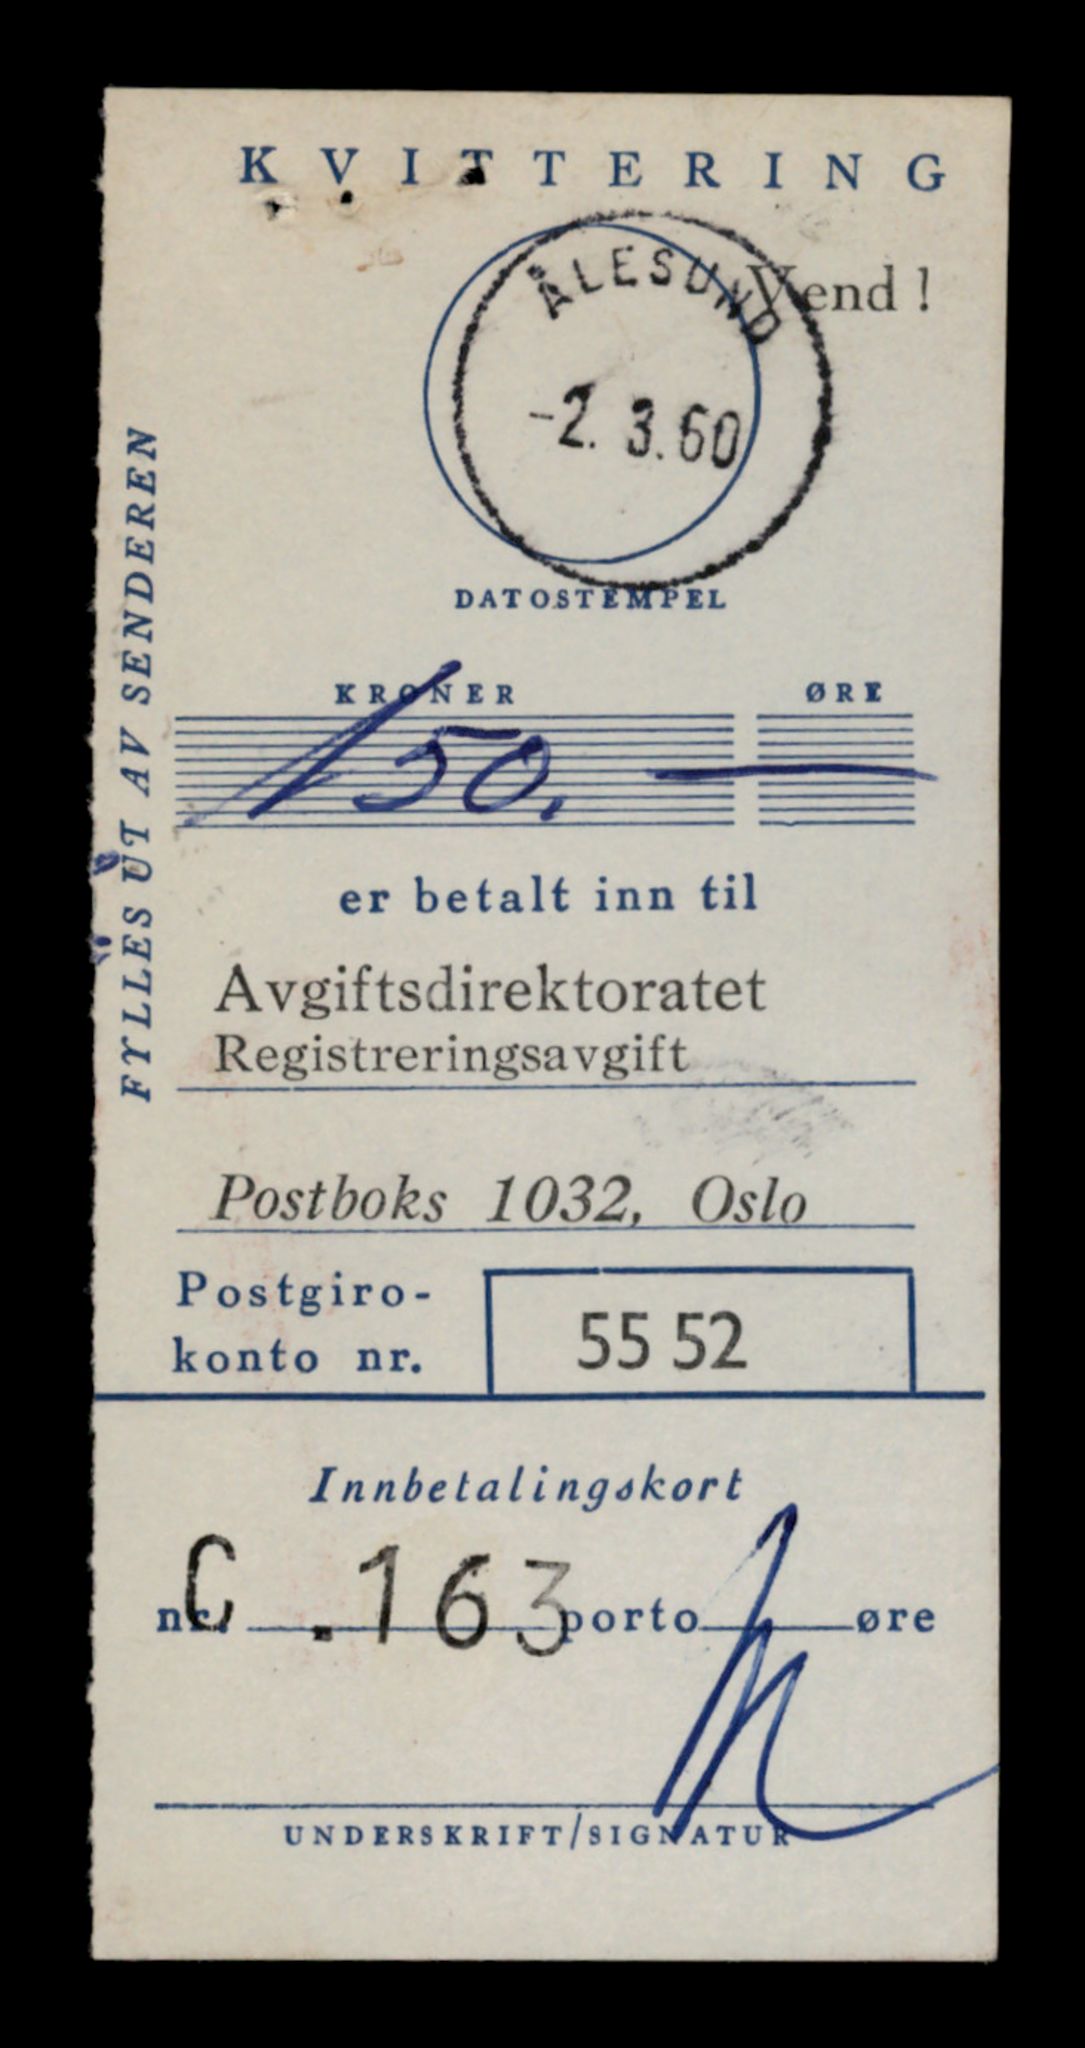 KVITTERING
Vend !
ÅLESUND
-2. 3.60
DATOSTEMPEL
FYLLES UT AV SENDEREN
KRONER ØRE
150. —
er betalt inn til
Avgiftsdirektoratet
Registreringsavgift
Postboks 1032, Oslo
Postgiro-
konto nr. 55 52
Innbetalingskort
nr. C .163 porto øre
UNDERSKRIFT/SIGNATUR